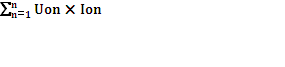 ∑ⁿₙ₌₁ Uon × Ion